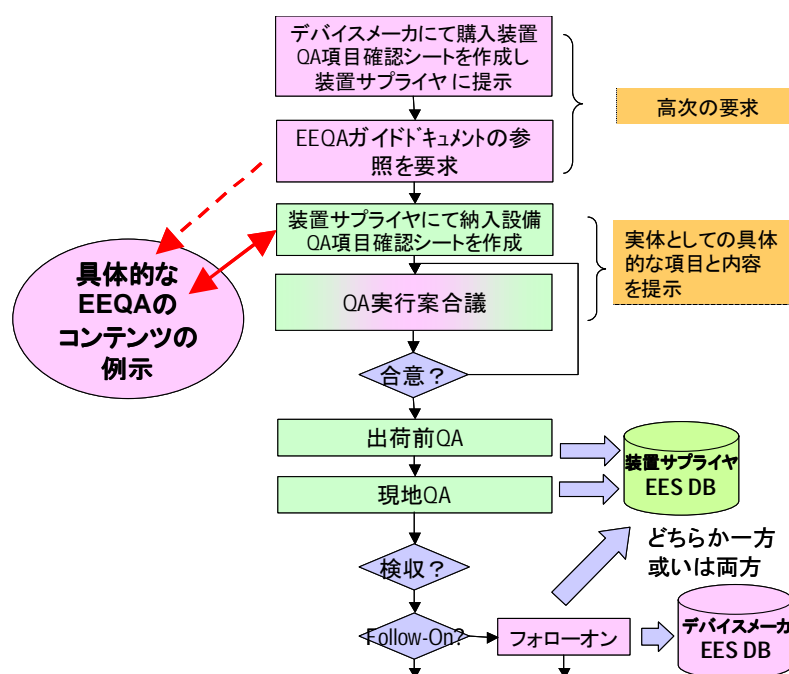 デバイスメーカにて購入装置
QA項目確認シートを作成し
装置サプライヤに提示
高次の要求
EEQAガイドドキュメントの参
照を要求
装置サプライヤにて納入設備
QA項目確認シートを作成
実体としての具体
的な項目と内容
を提示
具体的な
EEQAの
コンテンツの
例示
QA実行案合議
合意？
出荷前QA
装置サプライヤ
EES DB
現地QA
どちらか一方
或いは両方
検収？
Follow-On?
フォローオン
デバイスメーカ
EES DB